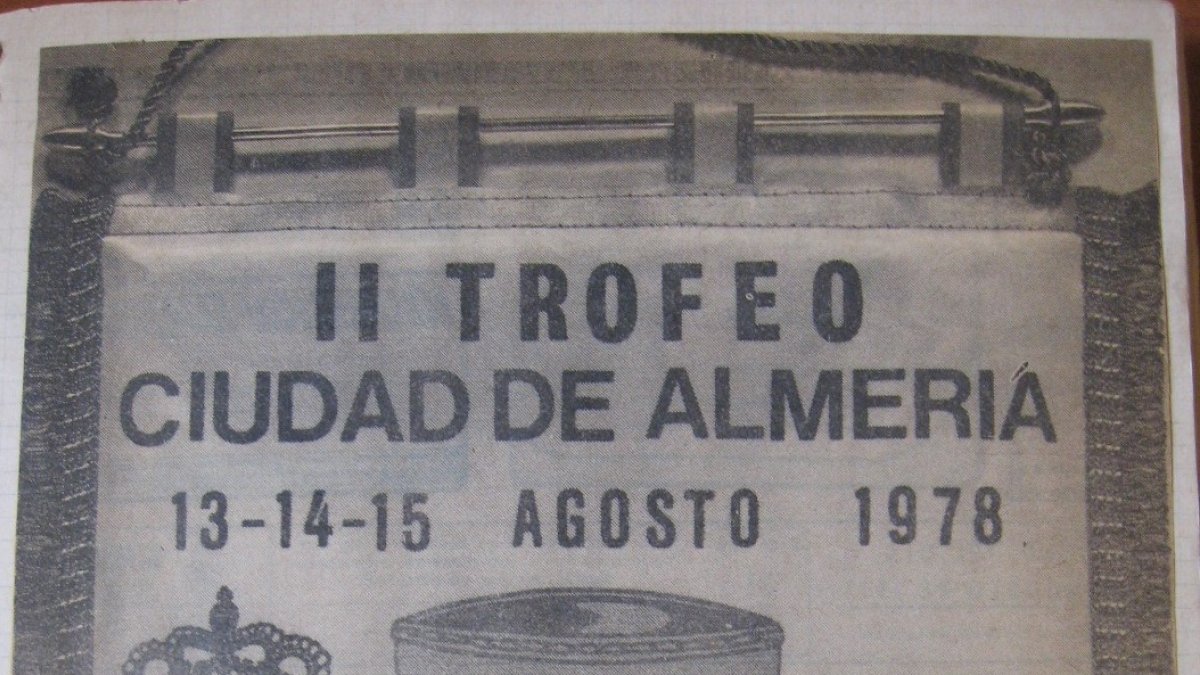 II TROFEO
CIUDAD DE ALMERÍA
13-14-15 AGOSTO 1978